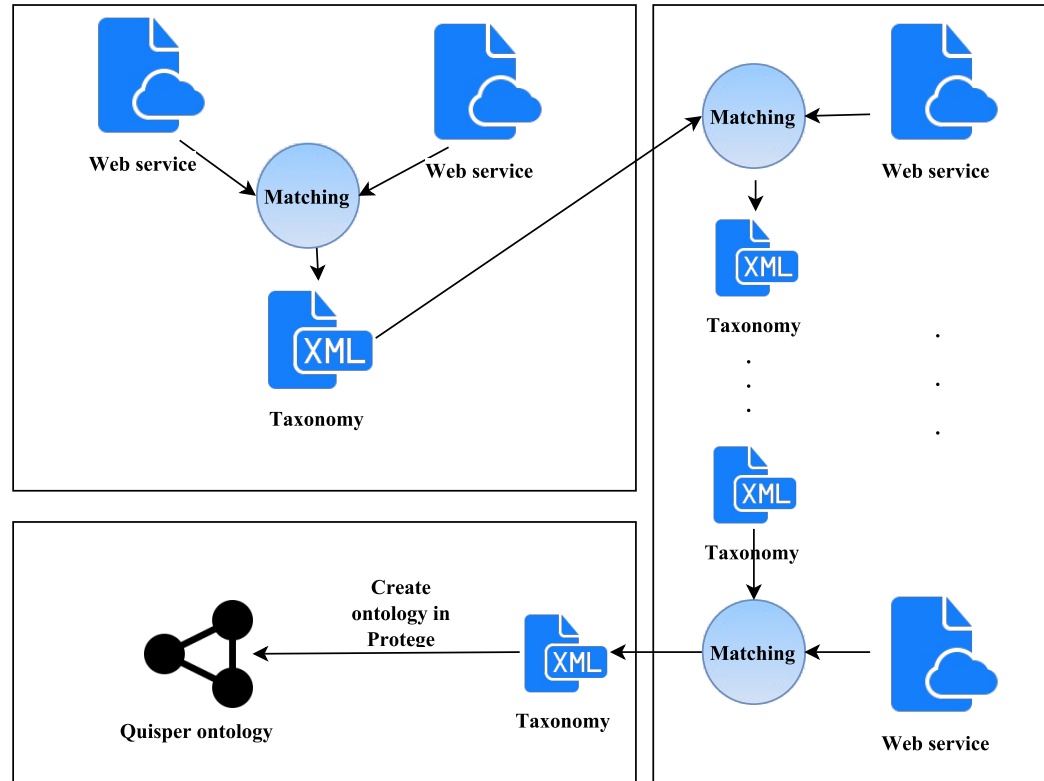 Web service
Web service
Matching
XML
Taxonomy
Matching
Web service
XML
Taxonomy
XML
Taxonomy
Matching
Web service
XML
Taxonomy
Create
ontology in
Protege
Quisper ontology